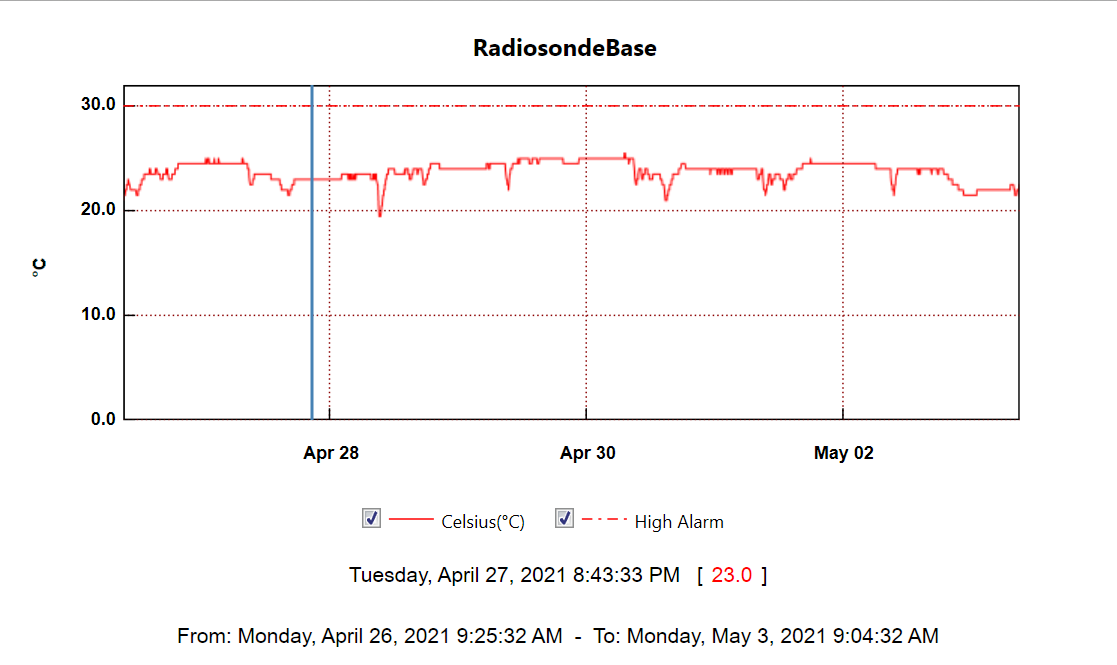 RadiosondeBase
30.0
20.0
°C
10.0
0.0
Apr 28 Apr 30 May 02
Celsius(°C) High Alarm
Tuesday, April 27, 2021 8:43:33 PM [ 23.0 ]
From: Monday, April 26, 2021 9:25:32 AM - To: Monday, May 3, 2021 9:04:32 AM